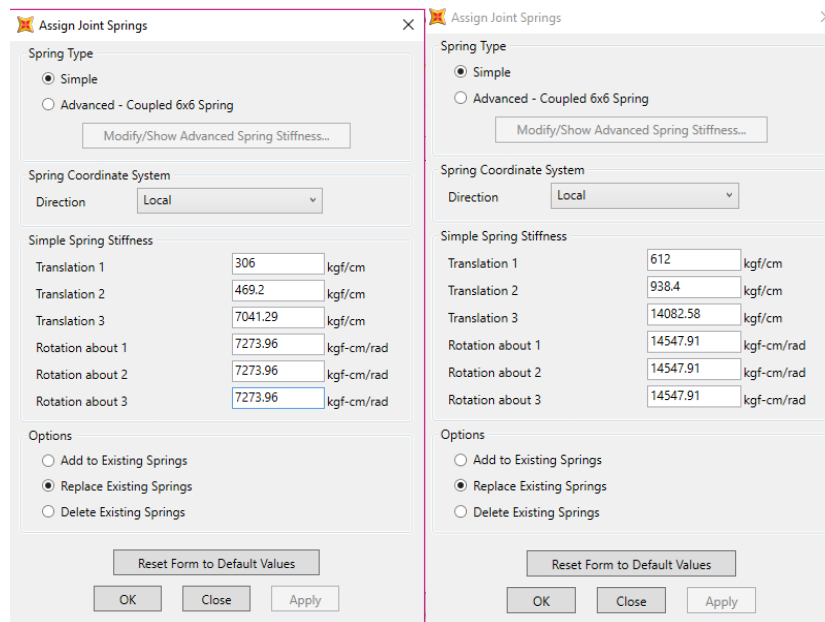 Assign Joint Springs
Spring Type
Simple
Advanced - Coupled 6x6 Spring
Modify/Show Advanced Spring Stiffness...
Spring Coordinate System
Direction Local
Simple Spring Stiffness
Translation 1 306 kgf/cm
Translation 2 469.2 kgf/cm
Translation 3 7041.29 kgf/cm
Rotation about 1 7273.96 kgf-cm/rad
Rotation about 2 7273.96 kgf-cm/rad
Rotation about 3 7273.96 kgf-cm/rad
Options
Add to Existing Springs
Replace Existing Springs
Delete Existing Springs
Reset Form to Default Values
OK Close Apply
Assign Joint Springs
Spring Type
Simple
Advanced - Coupled 6x6 Spring
Modify/Show Advanced Spring Stiffness...
Spring Coordinate System
Direction Local
Simple Spring Stiffness
Translation 1 612 kgf/cm
Translation 2 938.4 kgf/cm
Translation 3 14082.58 kgf/cm
Rotation about 1 14547.91 kgf-cm/rad
Rotation about 2 14547.91 kgf-cm/rad
Rotation about 3 14547.91 kgf-cm/rad
Options
Add to Existing Springs
Replace Existing Springs
Delete Existing Springs
Reset Form to Default Values
OK Close Apply